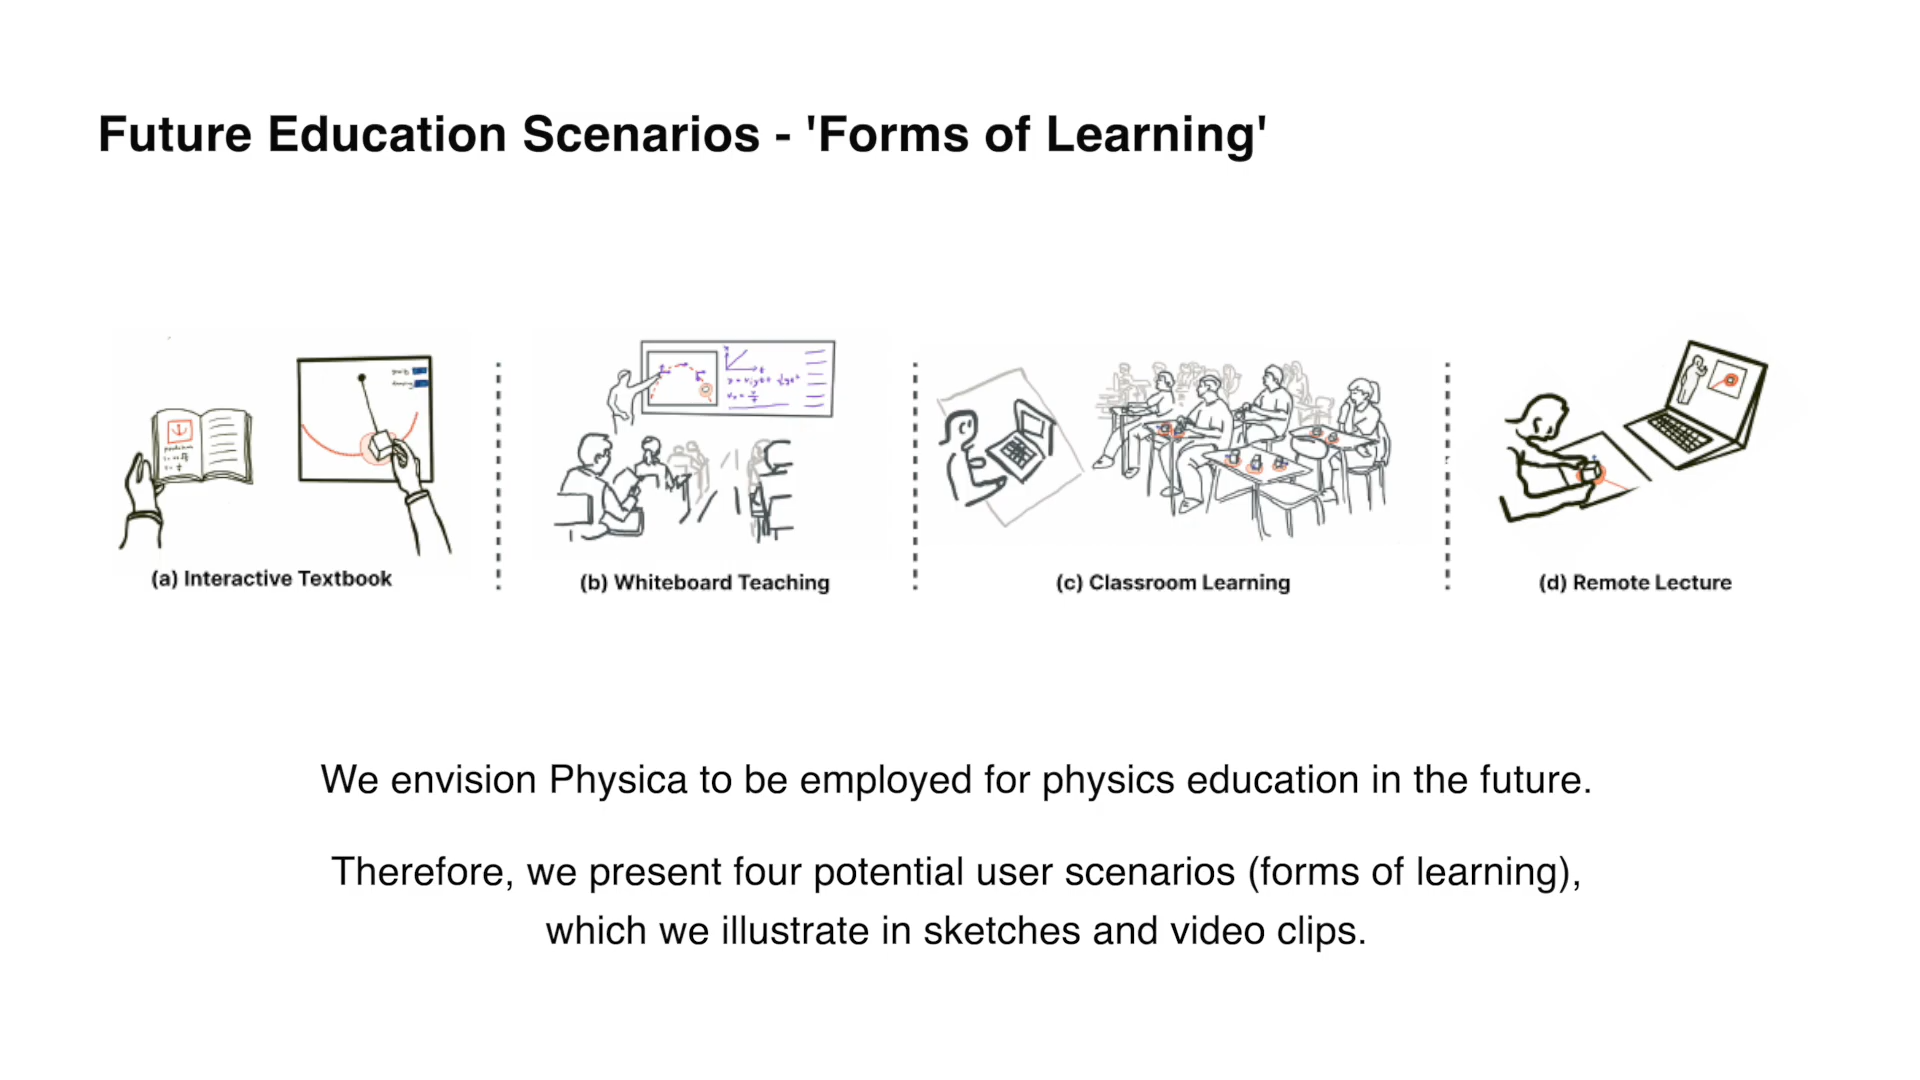 Future Education Scenarios - 'Forms of Learning'
(a) Interactive Textbook
(b) Whiteboard Teaching
(c) Classroom Learning
(d) Remote Lecture
We envision Physica to be employed for physics education in the future.
Therefore, we present four potential user scenarios (forms of learning),
which we illustrate in sketches and video clips.